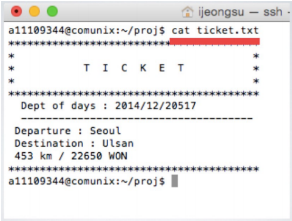 ijeongsu — ssh
a11109344@comunix:~/proj$ cat ticket.txt
****************************************
* *
* T I C K E T *
* *
****************************************
Dept of days : 2014/12/20517
------------------------------------
Departure : Seoul
Destination : Ulsan
453 km / 22650 WON
****************************************
a11109344@comunix:~/proj$